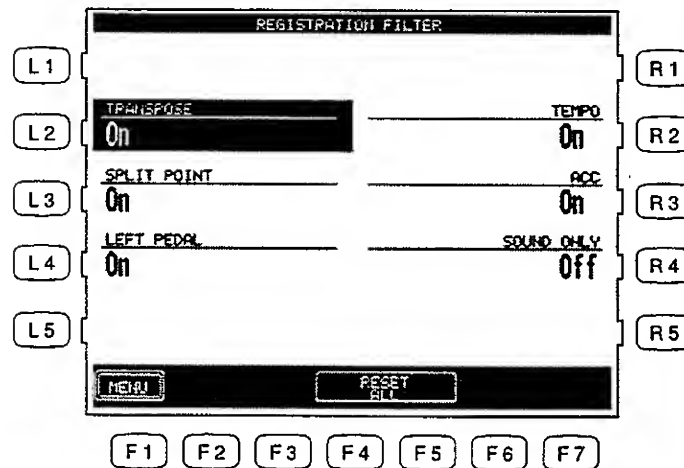 REGISTRATION FILTER
L1
R1
TRANSPOSE
On
TEMPO
On
L2
R2
SPLIT POINT
On
ACC
On
L3
R3
LEFT PEDAL
On
SOUND ONLY
Off
L4
R4
L5
R5
MENU
RESET
ALL
F1 F2 F3 F4 F5 F6 F7